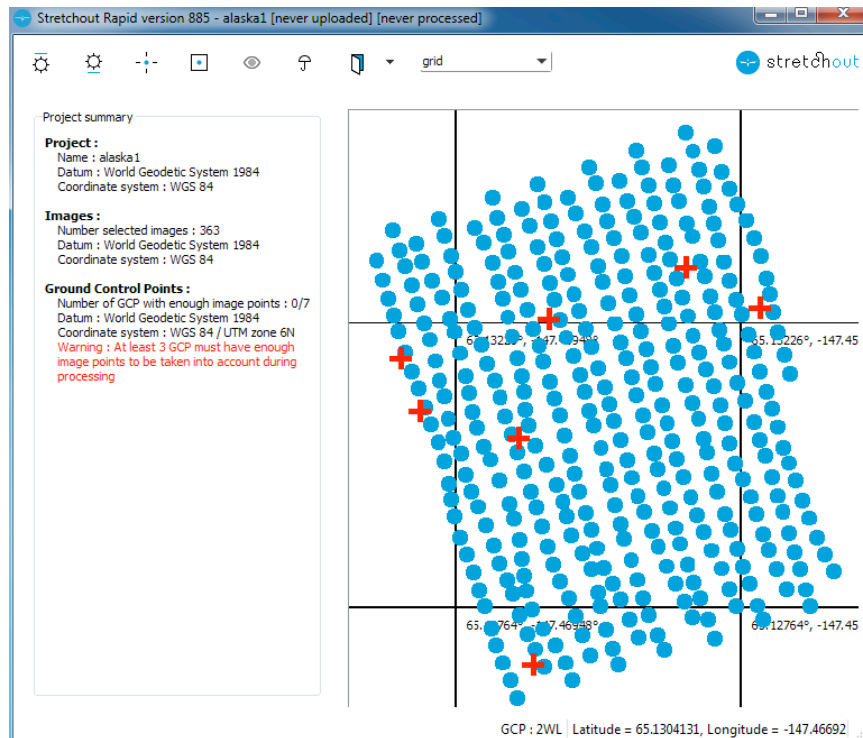 Stretchout Rapid version 885 - alaska1 [never uploaded] [never processed]
grid
stretchout
Project summary
Project :
Name : alaska1
Datum : World Geodetic System 1984
Coordinate system : WGS 84
Images :
Number selected images : 363
Datum : World Geodetic System 1984
Coordinate system : WGS 84
Ground Control Points :
Number of GCP with enough image points : 0/7
Datum : World Geodetic System 1984
Coordinate system : WGS 84 / UTM zone 6N
Warning : At least 3 GCP must have enough
image points to be taken into account during
processing
-147.46948°
-147.45
65.12764°, -147.45
GCP : 2WL Latitude = 65.1304131, Longitude = -147.46692